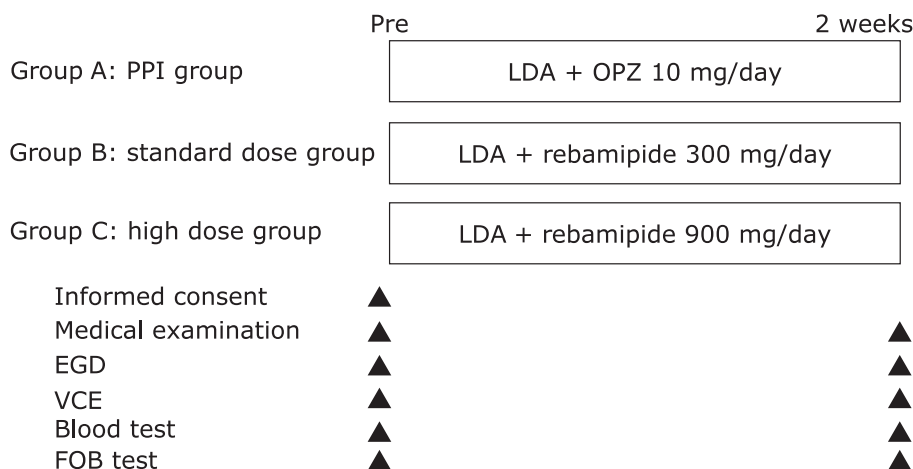 Pre 2 weeks
Group A: PPI group LDA + OPZ 10 mg/day
Group B: standard dose group LDA + rebamipide 300 mg/day
Group C: high dose group LDA + rebamipide 900 mg/day
Informed consent
Medical examination
EGD
VCE
Blood test
FOB test